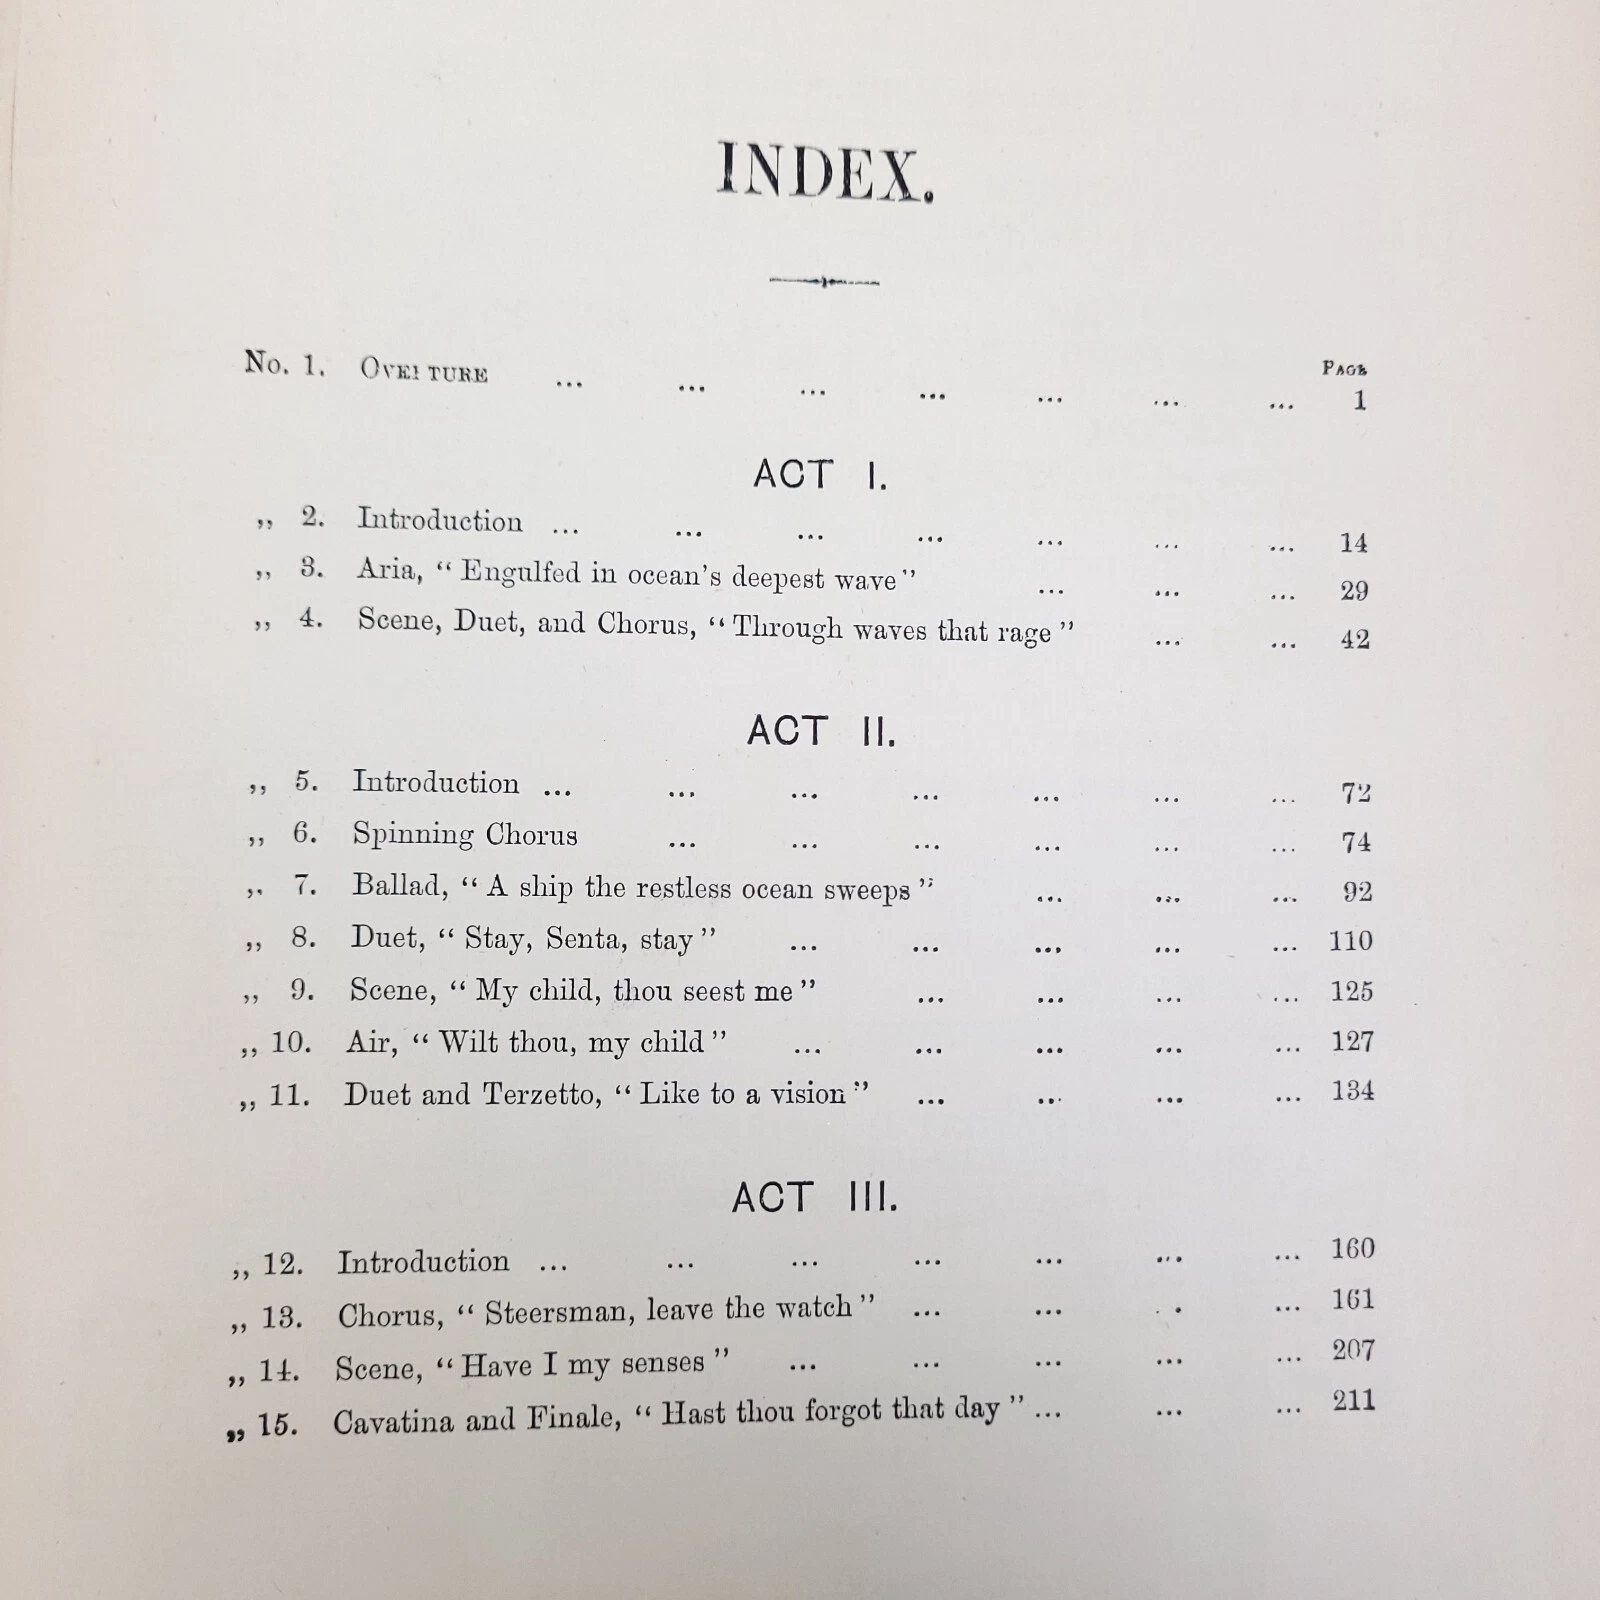 INDEX.
PAGE
No. 1. OVERTURE ... ... ... ... ... ... ... 1
ACT I.
„ 2. Introduction ... ... ... ... ... ... ... 14
„ 3. Aria, “Engulfed in ocean's deepest wave” ... ... ... 29
„ 4. Scene, Duet, and Chorus, “Through waves that rage” ... ... 42
ACT II.
„ 5. Introduction ... ... ... ... ... ... ... 72
„ 6. Spinning Chorus ... ... ... ... ... ... 74
„ 7. Ballad, “A ship the restless ocean sweeps” ... ... ... 92
„ 8. Duet, “Stay, Senta, stay” ... ... ... ... ... 110
„ 9. Scene, “My child, thou seest me” ... ... ... ... 125
„ 10. Air, “Wilt thou, my child” ... ... ... ... ... 127
„ 11. Duet and Terzetto, “Like to a vision” ... ... ... ... 134
ACT III.
„ 12. Introduction ... ... ... ... ... ... ... 160
„ 13. Chorus, “Steersman, leave the watch” ... ... ... ... 161
„ 14. Scene, “Have I my senses” ... ... ... ... ... 207
„ 15. Cavatina and Finale, “Hast thou forgot that day” ... ... ... 211